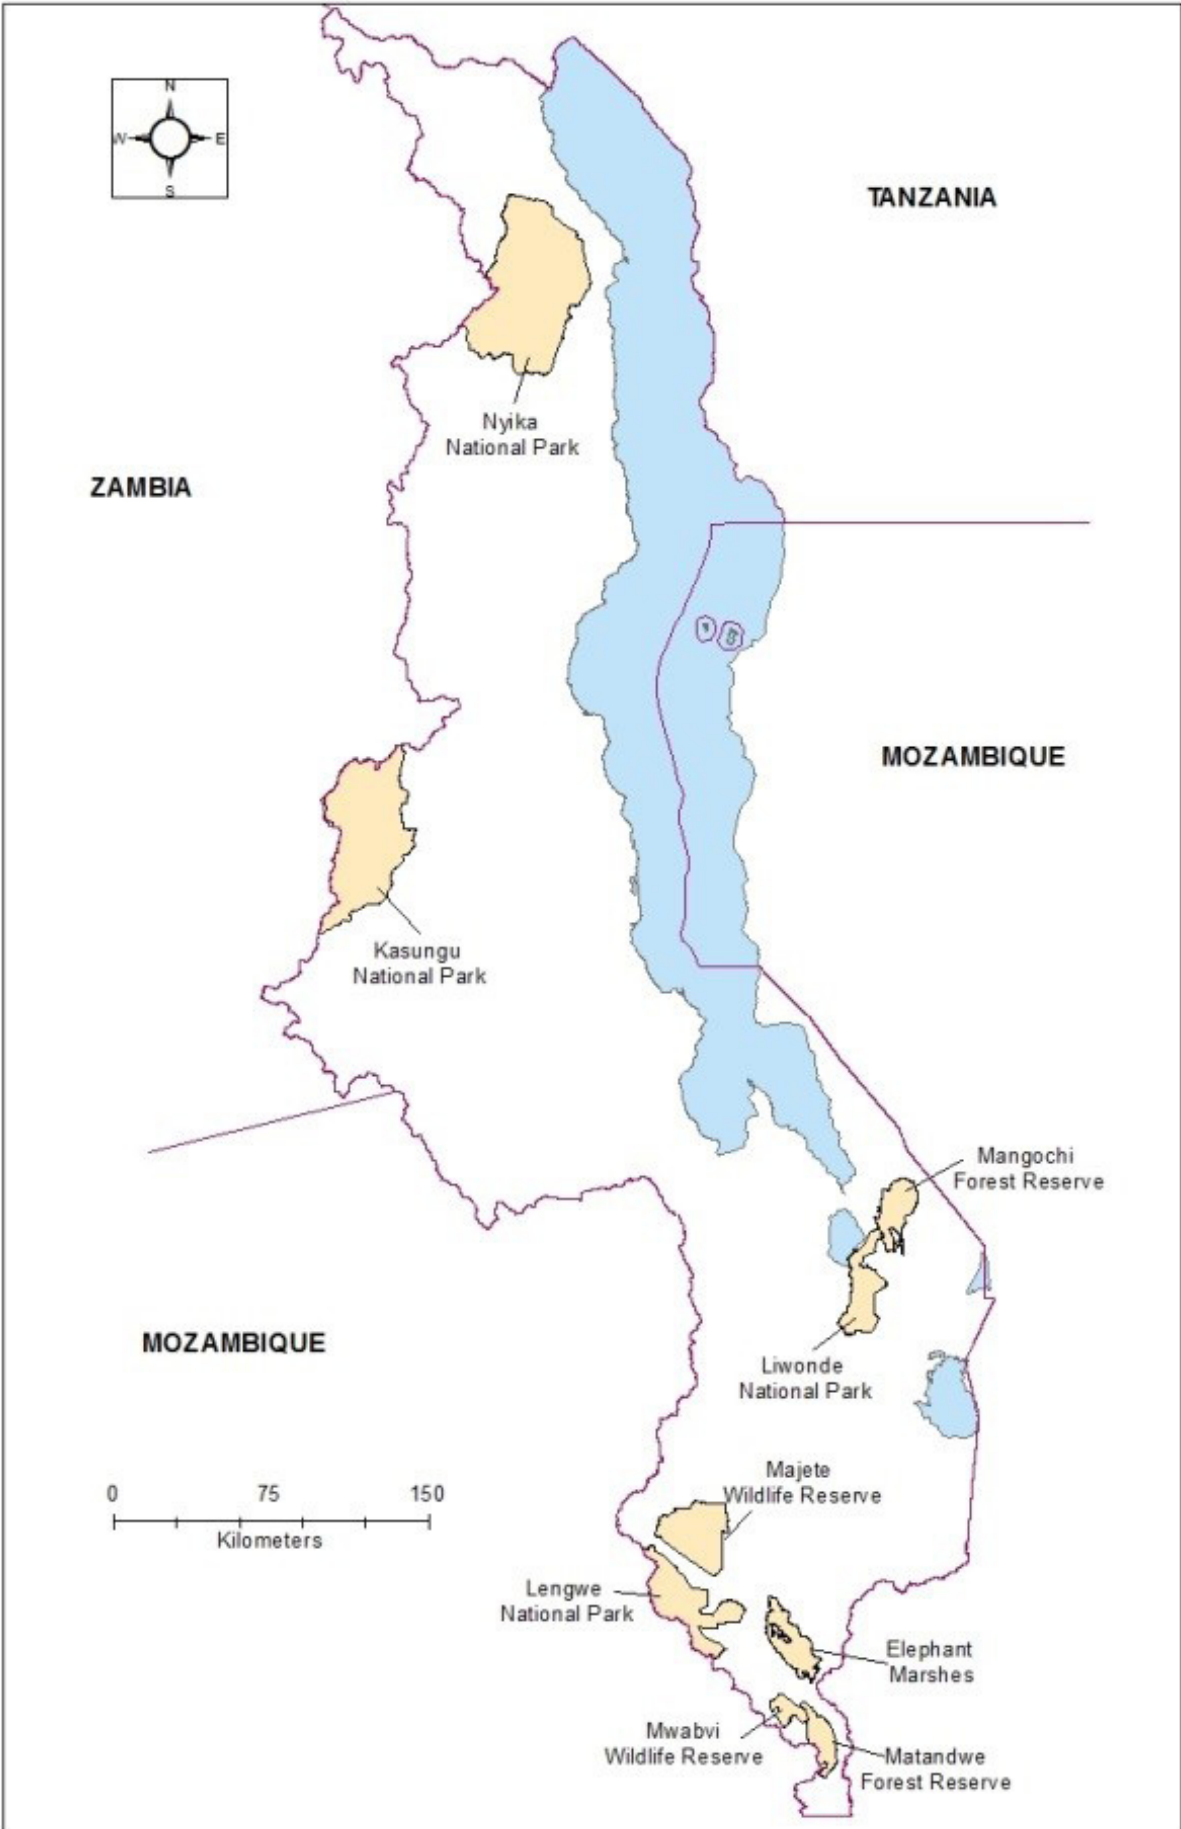 N
W E
S
TANZANIA
Nyika
National Park
ZAMBIA
MOZAMBIQUE
Kasungu
National Park
Mangochi
Forest Reserve
MOZAMBIQUE
Liwonde
National Park
Majete
Wildlife Reserve
0 75 150
Kilometers
Lengwe
National Park
Elephant
Marshes
Mwabvi
Wildlife Reserve
Matandwe
Forest Reserve